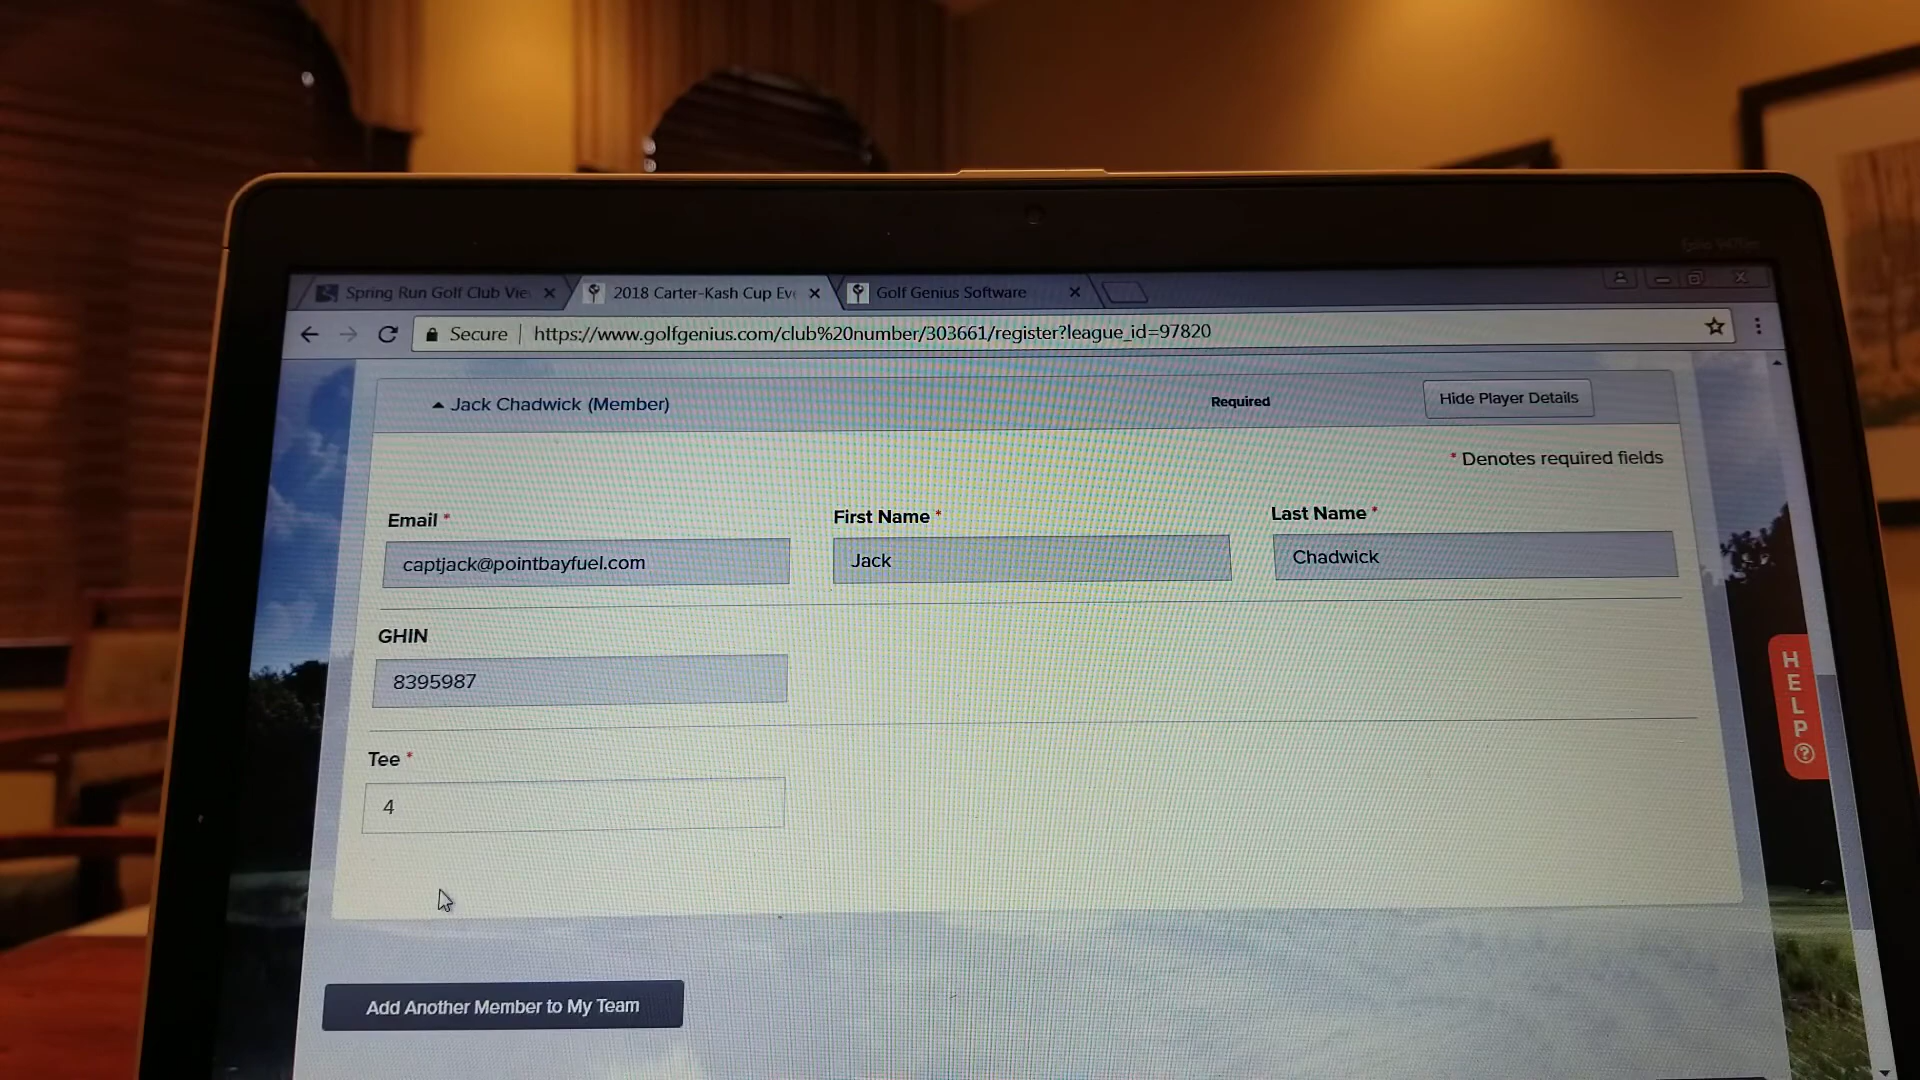 Spring Run Golf Club Vie
2018 Carter-Kash Cup Ev
Golf Genius Software
Secure
https://www.golfgenius.com/club%20number/303661/register?league_id=97820
Jack Chadwick (Member)
Required
Hide Player Details
* Denotes required fields
Email *
First Name *
Last Name *
captjack@pointbayfuel.com
Jack
Chadwick
GHIN
8395987
Tee *
4
HELP
Add Another Member to My Team